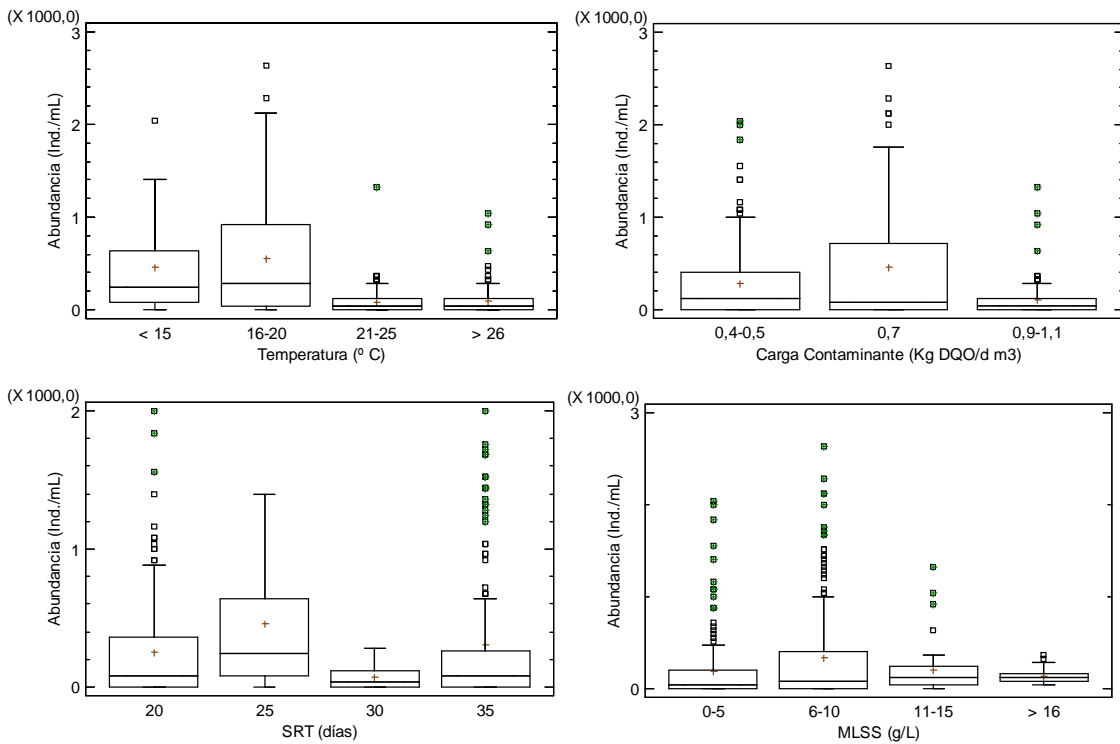 (X 1000,0)
3
2
1
0
Abundancia (Ind./mL)
< 15 16-20 21-25 > 26
Temperatura (º C)
(X 1000,0)
3
2
1
0
Abundancia (Ind./mL)
0,4-0,5 0,7 0,9-1,1
Carga Contaminante (Kg DQO/d m3)
(X 1000,0)
2
1
0
Abundancia (Ind./mL)
20 25 30 35
SRT (días)
(X 1000,0)
3
0
Abundancia (Ind./mL)
0-5 6-10 11-15 > 16
MLSS (g/L)